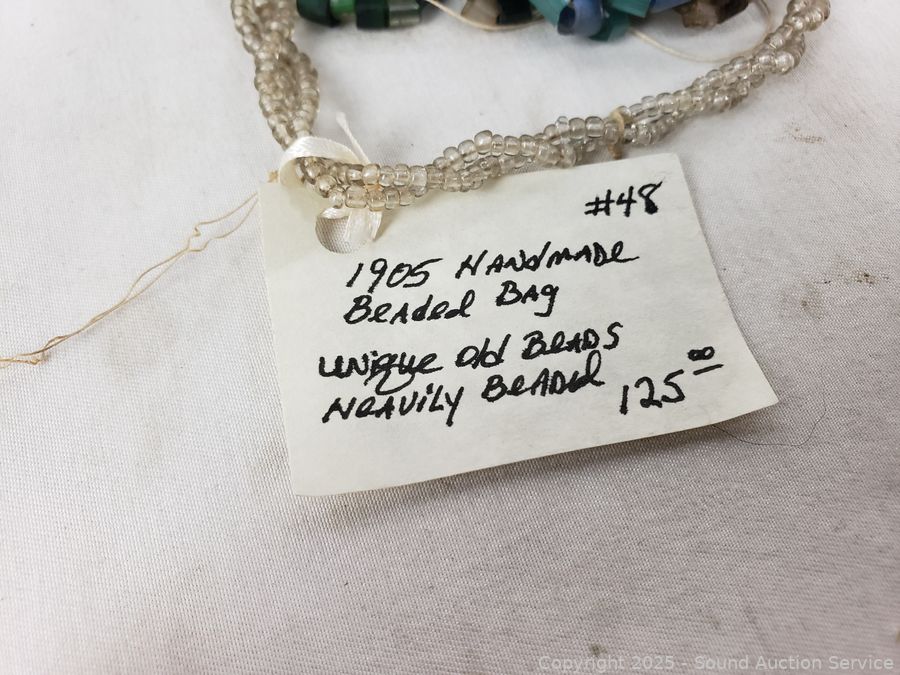 #48
1905 HANdMADe
BeAded BAg
UNique Old BeADS
HeAVILY BeADed
125 00
Copyright 2025 - Sound Auction Service